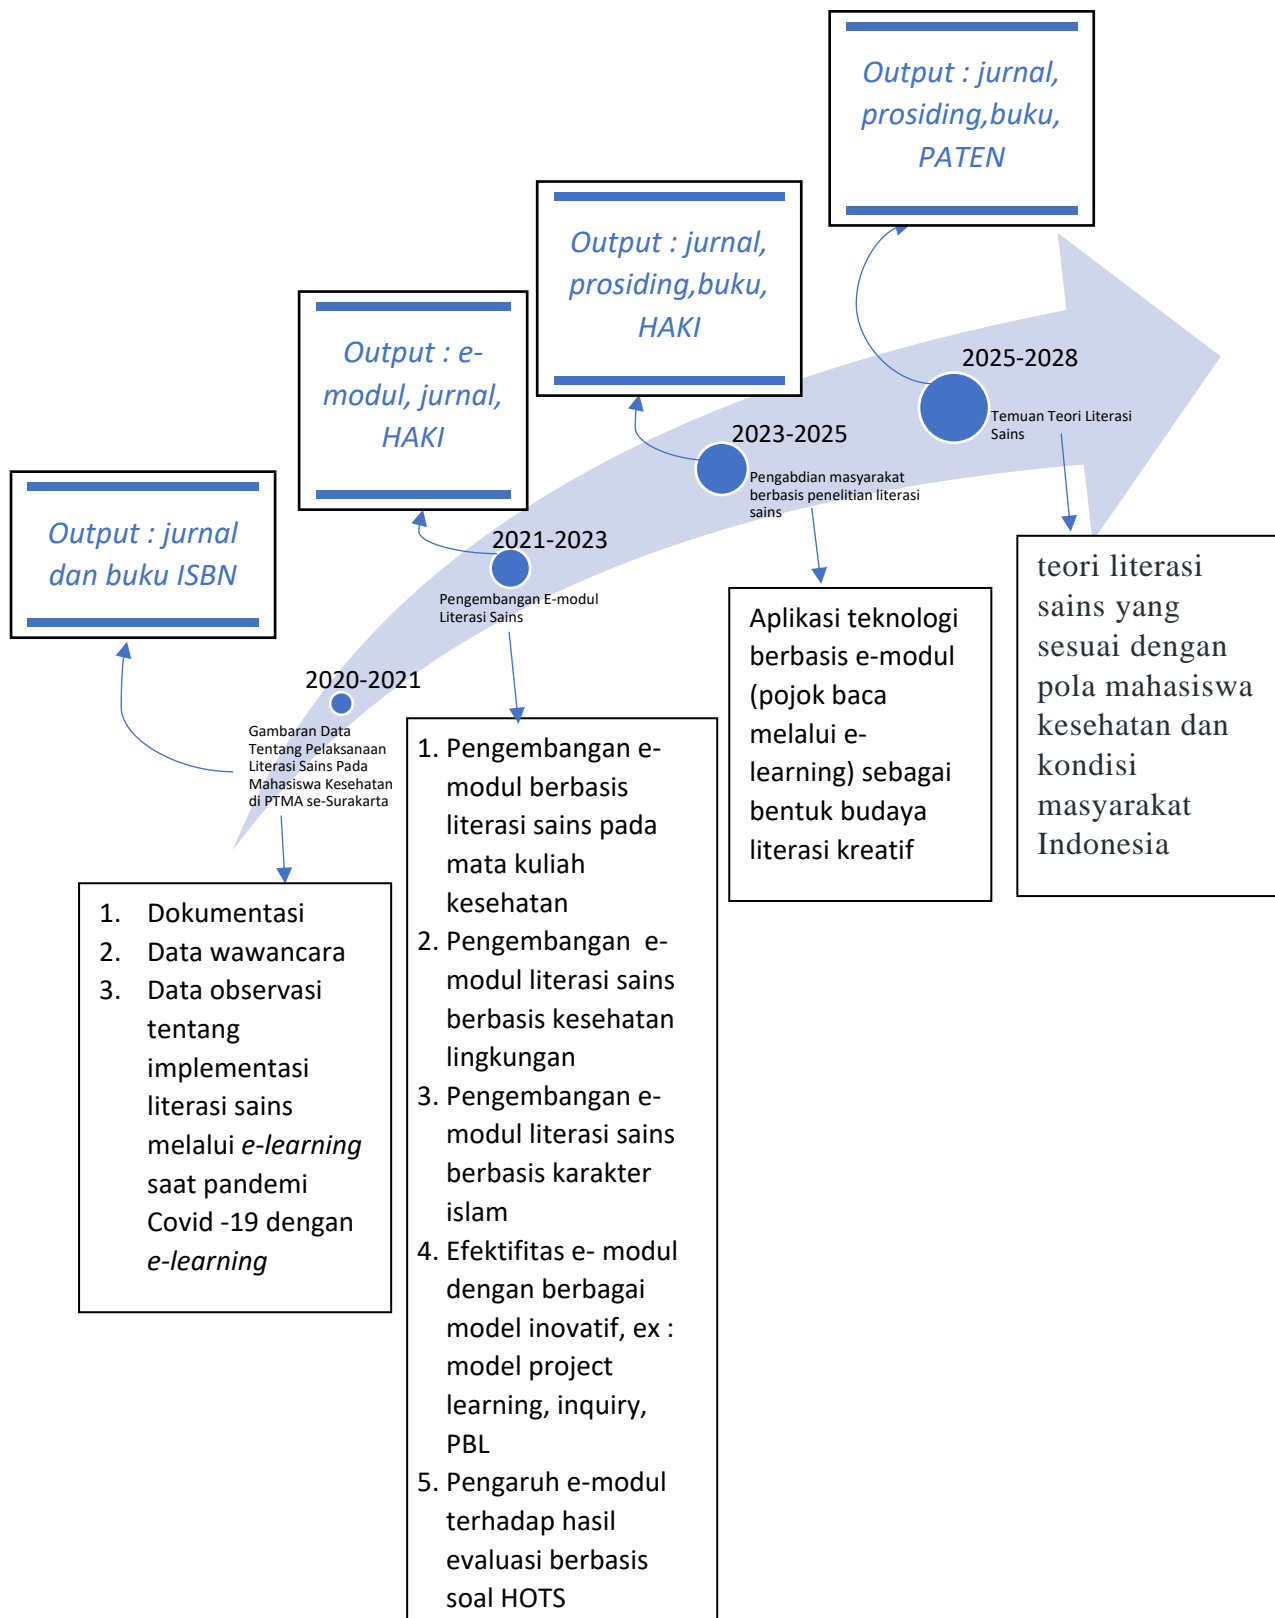 Output : jurnal,
prosiding,buku,
PATEN
Output : jurnal,
prosiding,buku,
HAKI
Output : e-
modul, jurnal,
HAKI
Output : jurnal
dan buku ISBN
2025-2028
Temuan Teori Literasi
Sains
2023-2025
Pengabdian masyarakat
berbasis penelitian literasi
sains
2021-2023
Pengembangan E-modul
Literasi Sains
2020-2021
Gambaran Data
Tentang Pelaksanaan
Literasi Sains Pada
Mahasiswa Kesehatan
di PTMA se-Surakarta
1. Dokumentasi
2. Data wawancara
3. Data observasi
tentang
implementasi
literasi sains
melalui e-learning
saat pandemi
Covid -19 dengan
e-learning
1. Pengembangan e-
modul berbasis
literasi sains pada
mata kuliah
kesehatan
2. Pengembangan e-
modul literasi sains
berbasis kesehatan
lingkungan
3. Pengembangan e-
modul literasi sains
berbasis karakter
islam
4. Efektifitas e- modul
dengan berbagai
model inovatif, ex :
model project
learning, inquiry,
PBL
5. Pengaruh e-modul
terhadap hasil
evaluasi berbasis
soal HOTS
Aplikasi teknologi
berbasis e-modul
(pojok baca
melalui e-
learning) sebagai
bentuk budaya
literasi kreatif
teori literasi
sains yang
sesuai dengan
pola mahasiswa
kesehatan dan
kondisi
masyarakat
Indonesia